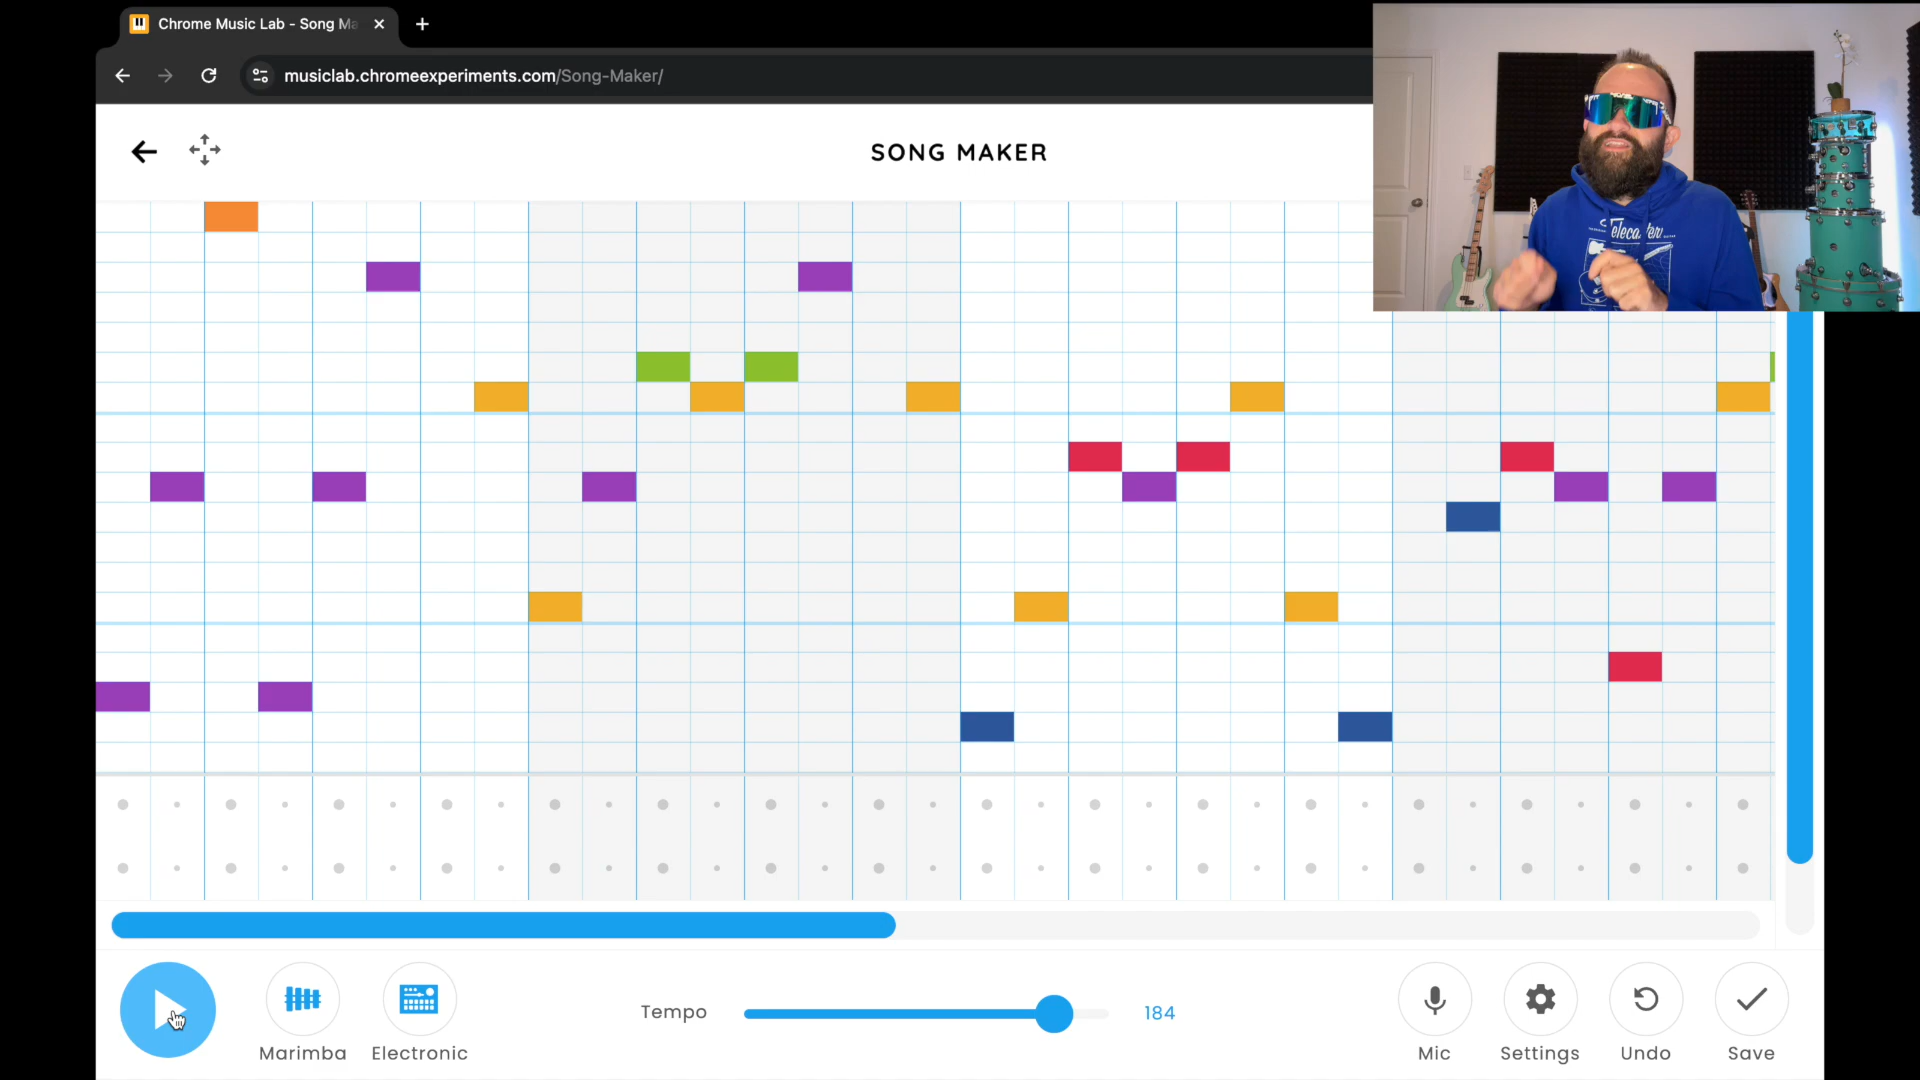 Chrome Music Lab - Song Ma
musiclab.chromeexperiments.com/Song-Maker/
SONG MAKER
Telecaster
Tempo
184
Marimba
Electronic
Mic
Settings
Undo
Save